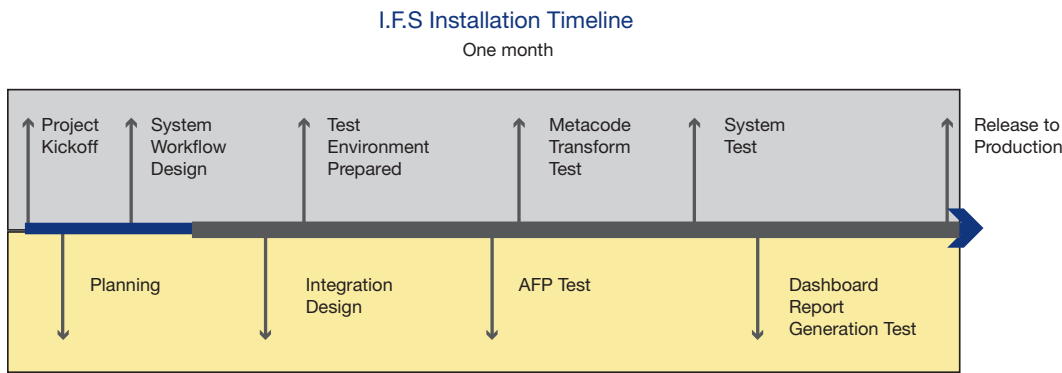 I.F.S Installation Timeline
One month
Project
Kickoff
System
Workflow
Design
Test
Environment
Prepared
Metacode
Transform
Test
System
Test
Release to
Production
Planning
Integration
Design
AFP Test
Dashboard
Report
Generation Test